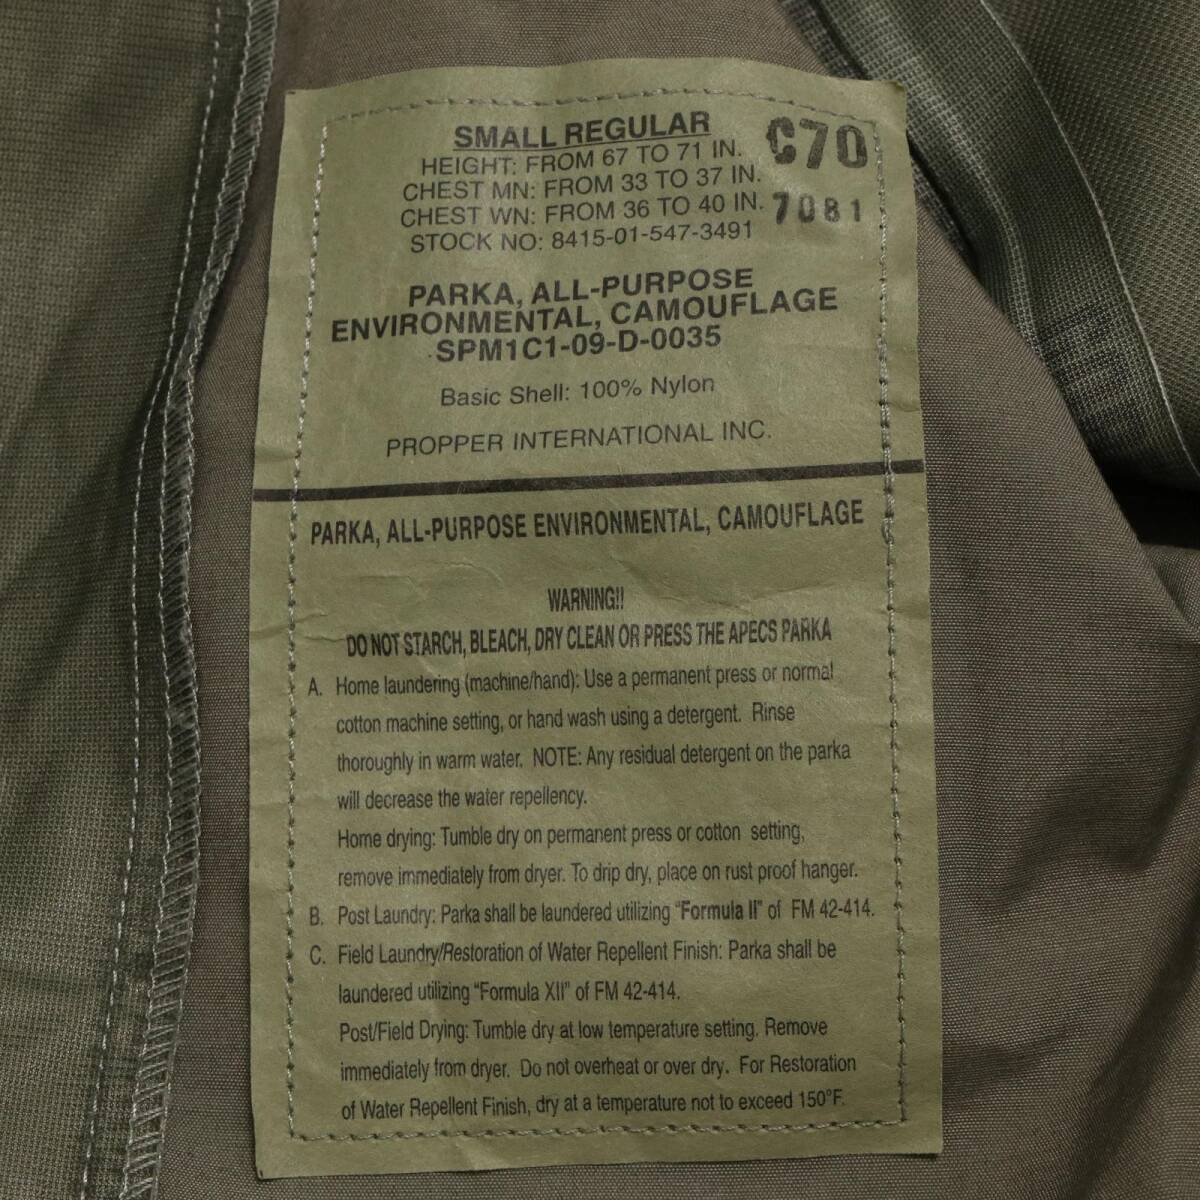 SMALL REGULAR C70
HEIGHT: FROM 67 TO 71 IN.
CHEST MN: FROM 33 TO 37 IN.
CHEST WN: FROM 36 TO 40 IN. 7081
STOCK NO: 8415-01-547-3491
PARKA, ALL-PURPOSE
ENVIRONMENTAL, CAMOUFLAGE
SPM1C1-09-D-0035
Basic Shell: 100% Nylon
PROPPER INTERNATIONAL INC.
PARKA, ALL-PURPOSE ENVIRONMENTAL, CAMOUFLAGE
WARNING!!
DO NOT STARCH, BLEACH, DRY CLEAN OR PRESS THE APECS PARKA
A. Home laundering (machine/hand): Use a permanent press or normal
cotton machine setting, or hand wash using a detergent. Rinse
thoroughly in warm water. NOTE: Any residual detergent on the parka
will decrease the water repellency.
Home drying: Tumble dry on permanent press or cotton setting,
remove immediately from dryer. To drip dry, place on rust proof hanger.
B. Post Laundry: Parka shall be laundered utilizing "Formula II" of FM 42-414.
C. Field Laundry/Restoration of Water Repellent Finish: Parka shall be
laundered utilizing "Formula XII" of FM 42-414.
Post/Field Drying: Tumble dry at low temperature setting. Remove
immediately from dryer. Do not overheat or over dry. For Restoration
of Water Repellent Finish, dry at a temperature not to exceed 150°F.